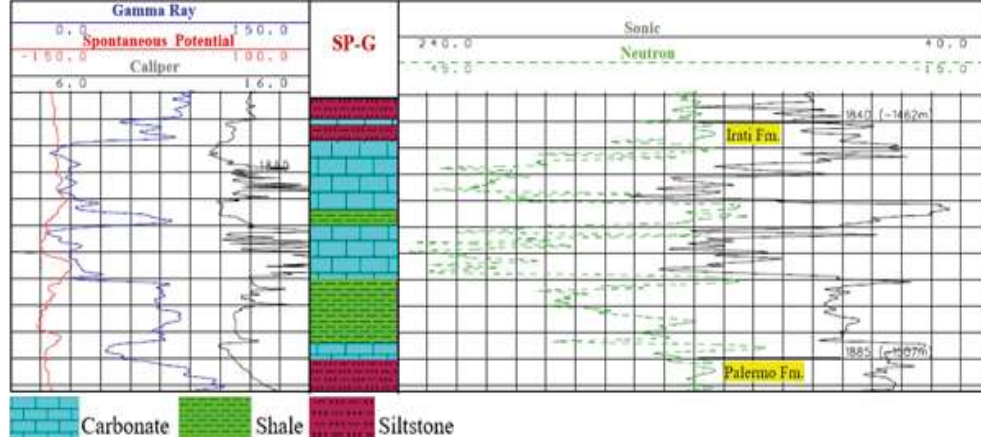 Gamma Ray
0.0 150.0
Spontaneous Potential
-150.0 100.0
Caliper
6.0 16.0
SP-G
Sonic
240.0 40.0
Neutron
45.0 -15.0
1840 (-1462m)
Irati Fm.
1885 (-1507m)
Palermo Fm.
Carbonate
Shale
Siltstone